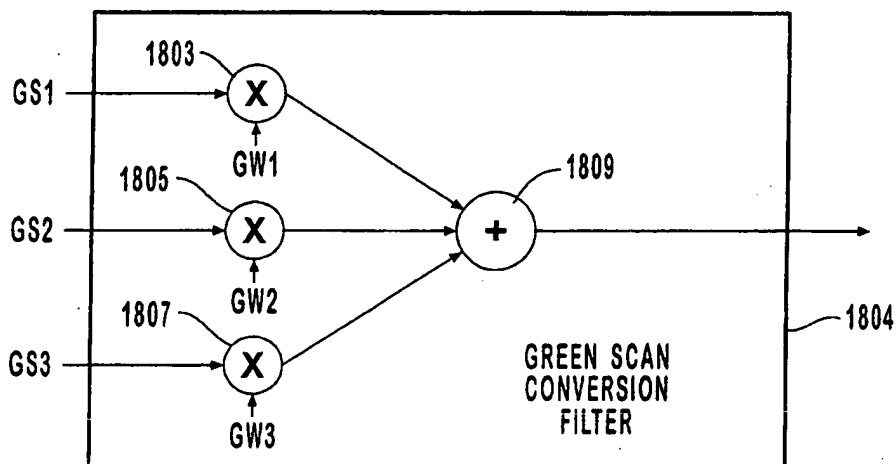 1803
GS1
X
GW1
1805
1809
GS2
X
+
GW2
1807
1804
GS3
X
GREEN SCAN
CONVERSION
FILTER
GW3